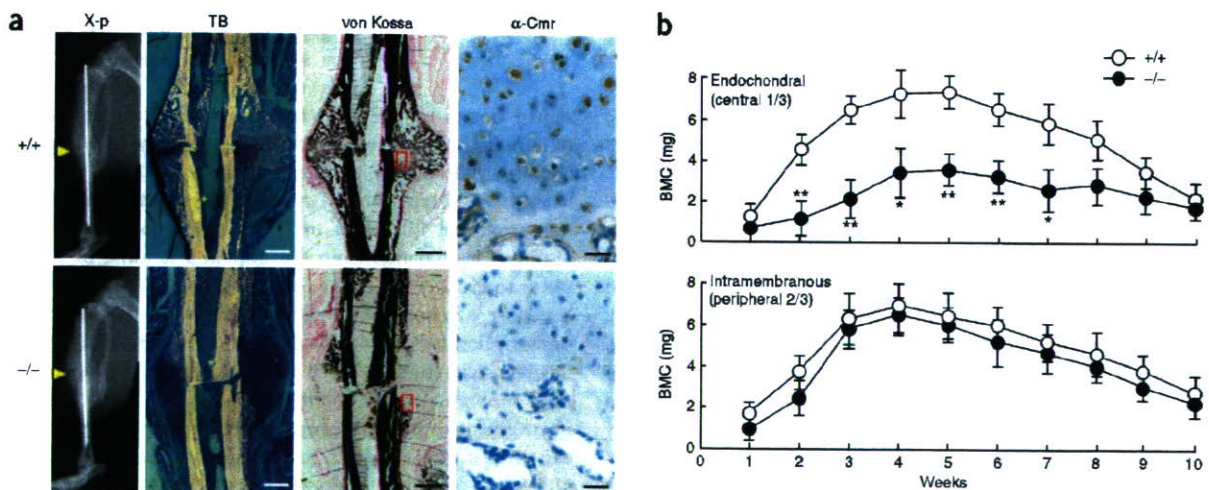 a
X-p TB von Kossa α-Cmr
+/+
−/−
b
+/+
−/−
Endochondral
(central 1/3)
BMC (mg)
8
6
4
2
0
** ** * ** ** *
Intramembranous
(peripheral 2/3)
BMC (mg)
8
6
4
2
0
0 1 2 3 4 5 6 7 8 9 10
Weeks